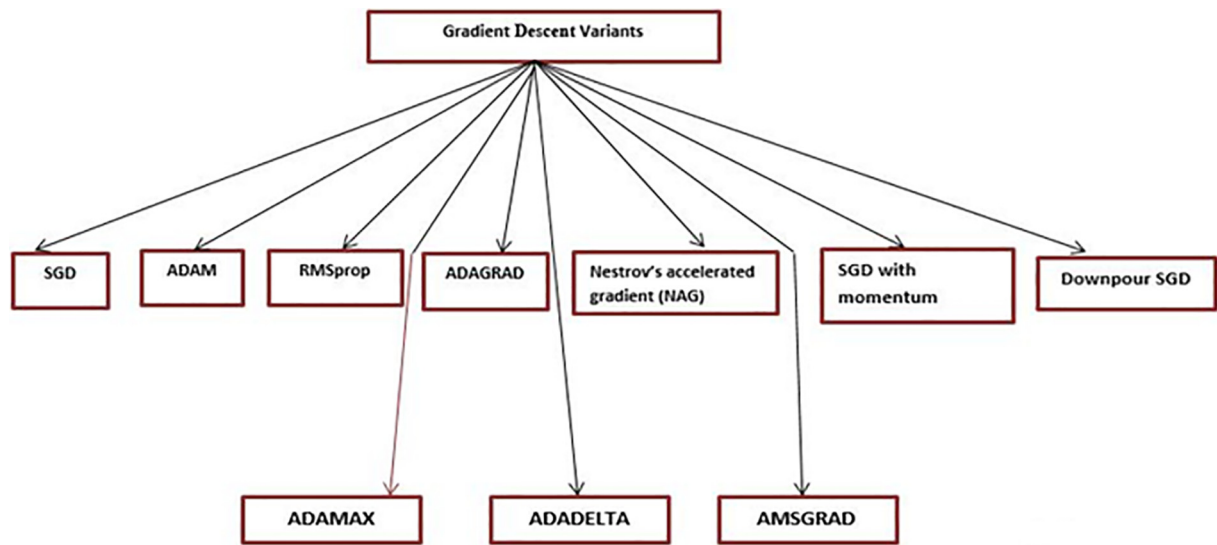 Gradient Descent Variants
SGD
ADAM
RMSprop
ADAGRAD
Nestrov's accelerated
gradient (NAG)
SGD with
momentum
Downpour SGD
ADAMAX
ADADELTA
AMSGRAD